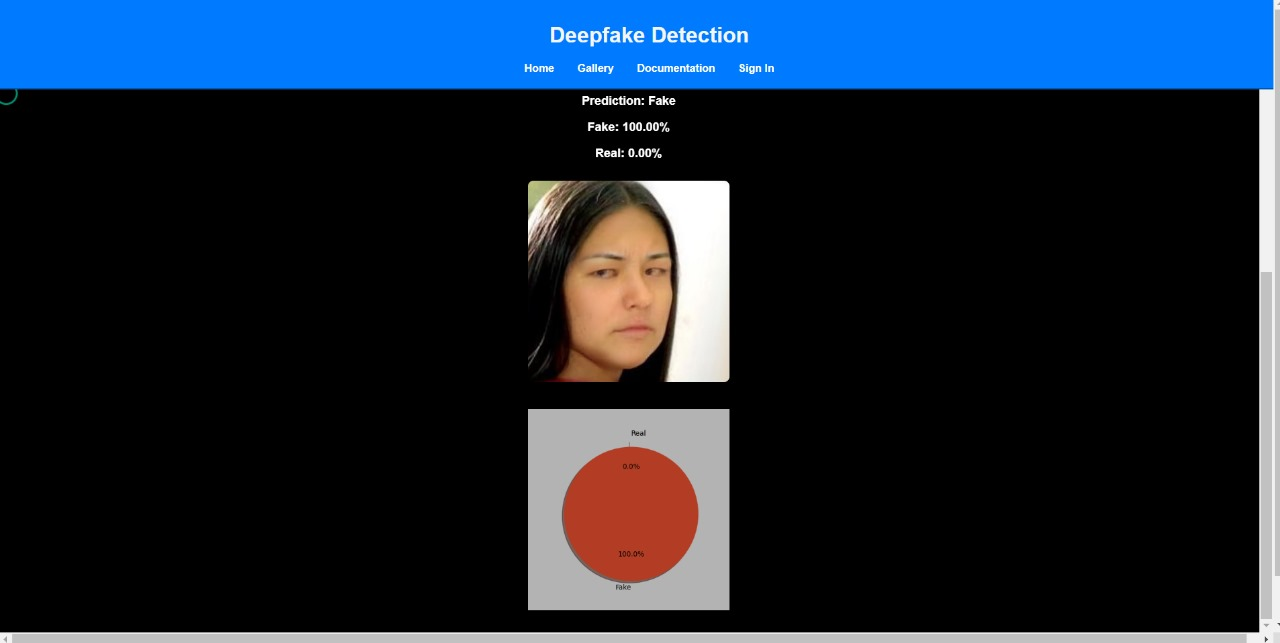 Deepfake Detection
Home Gallery Documentation Sign In
Prediction: Fake
Fake: 100.00%
Real: 0.00%
Real
0.0%
100.0%
Fake